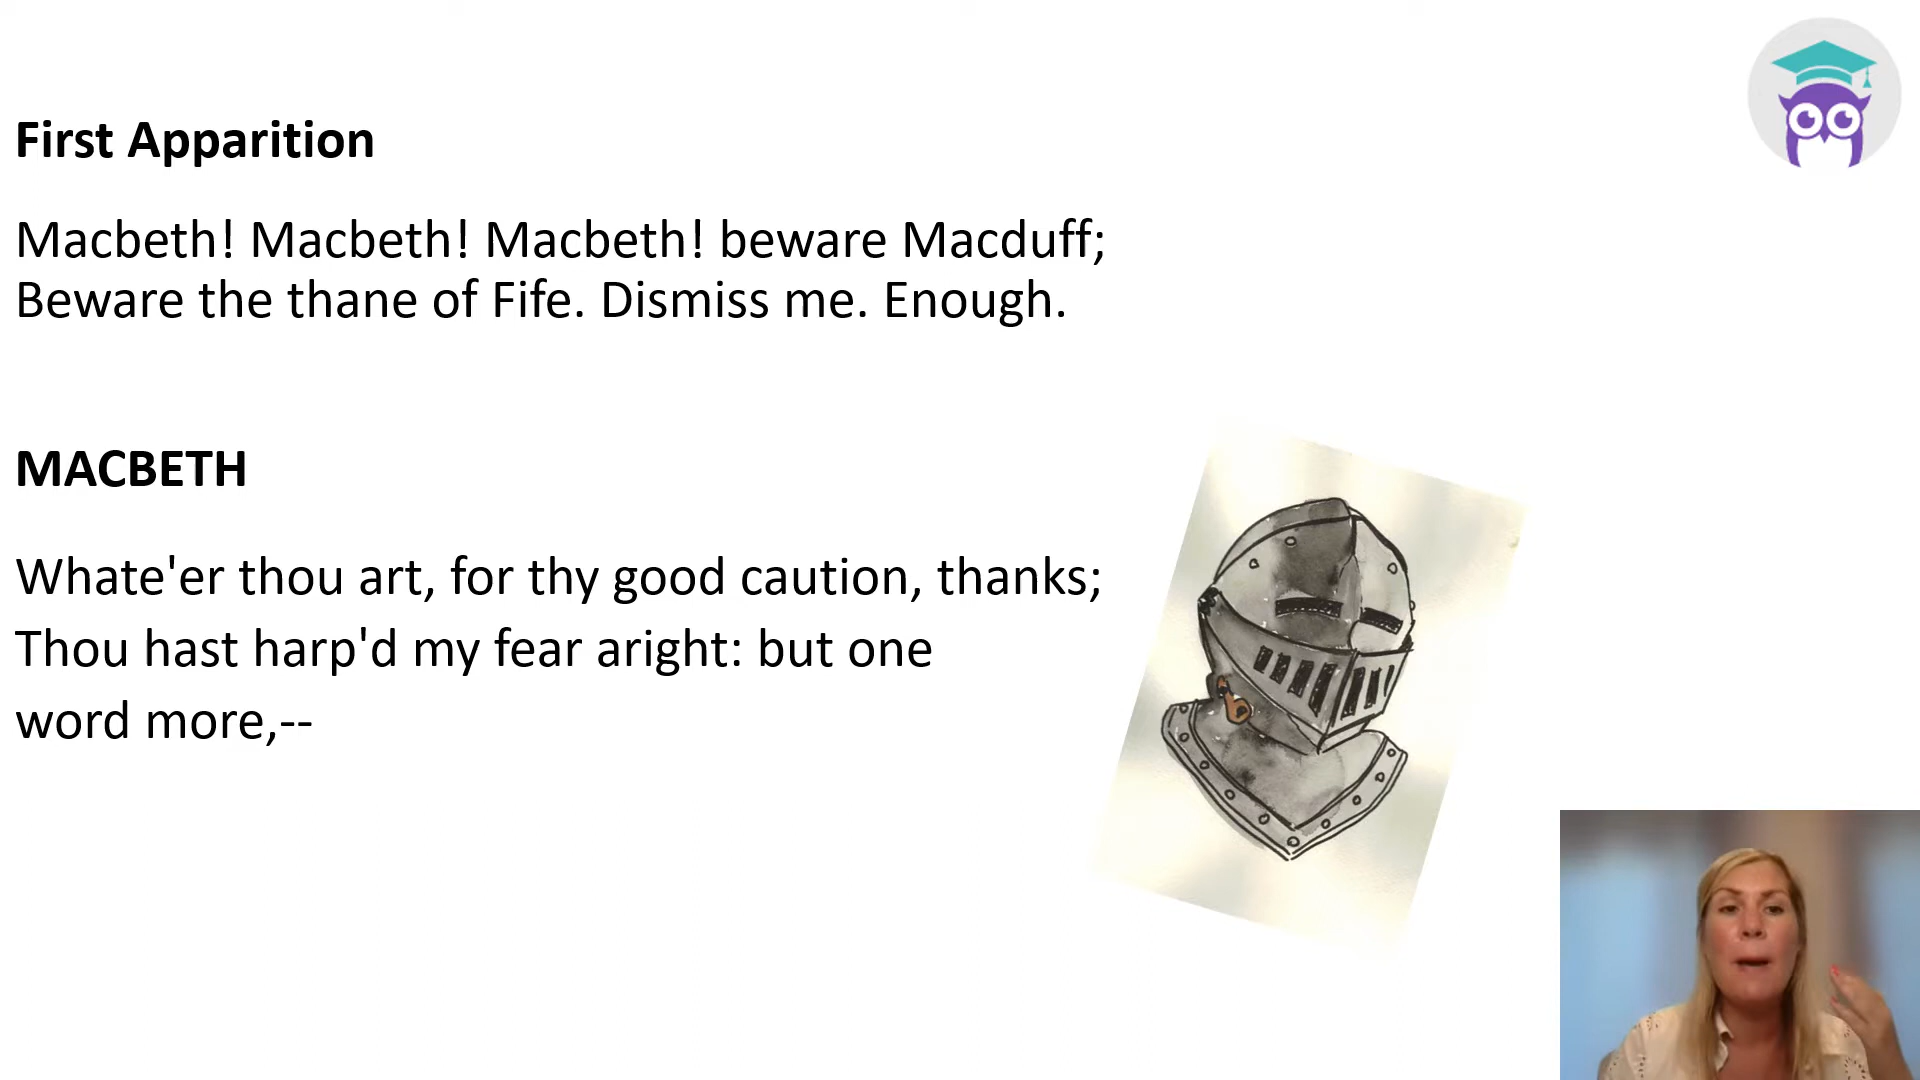 First Apparition
Macbeth! Macbeth! Macbeth! beware Macduff;
Beware the thane of Fife. Dismiss me. Enough.
MACBETH
Whate'er thou art, for thy good caution, thanks;
Thou hast harp'd my fear aright: but one
word more,--